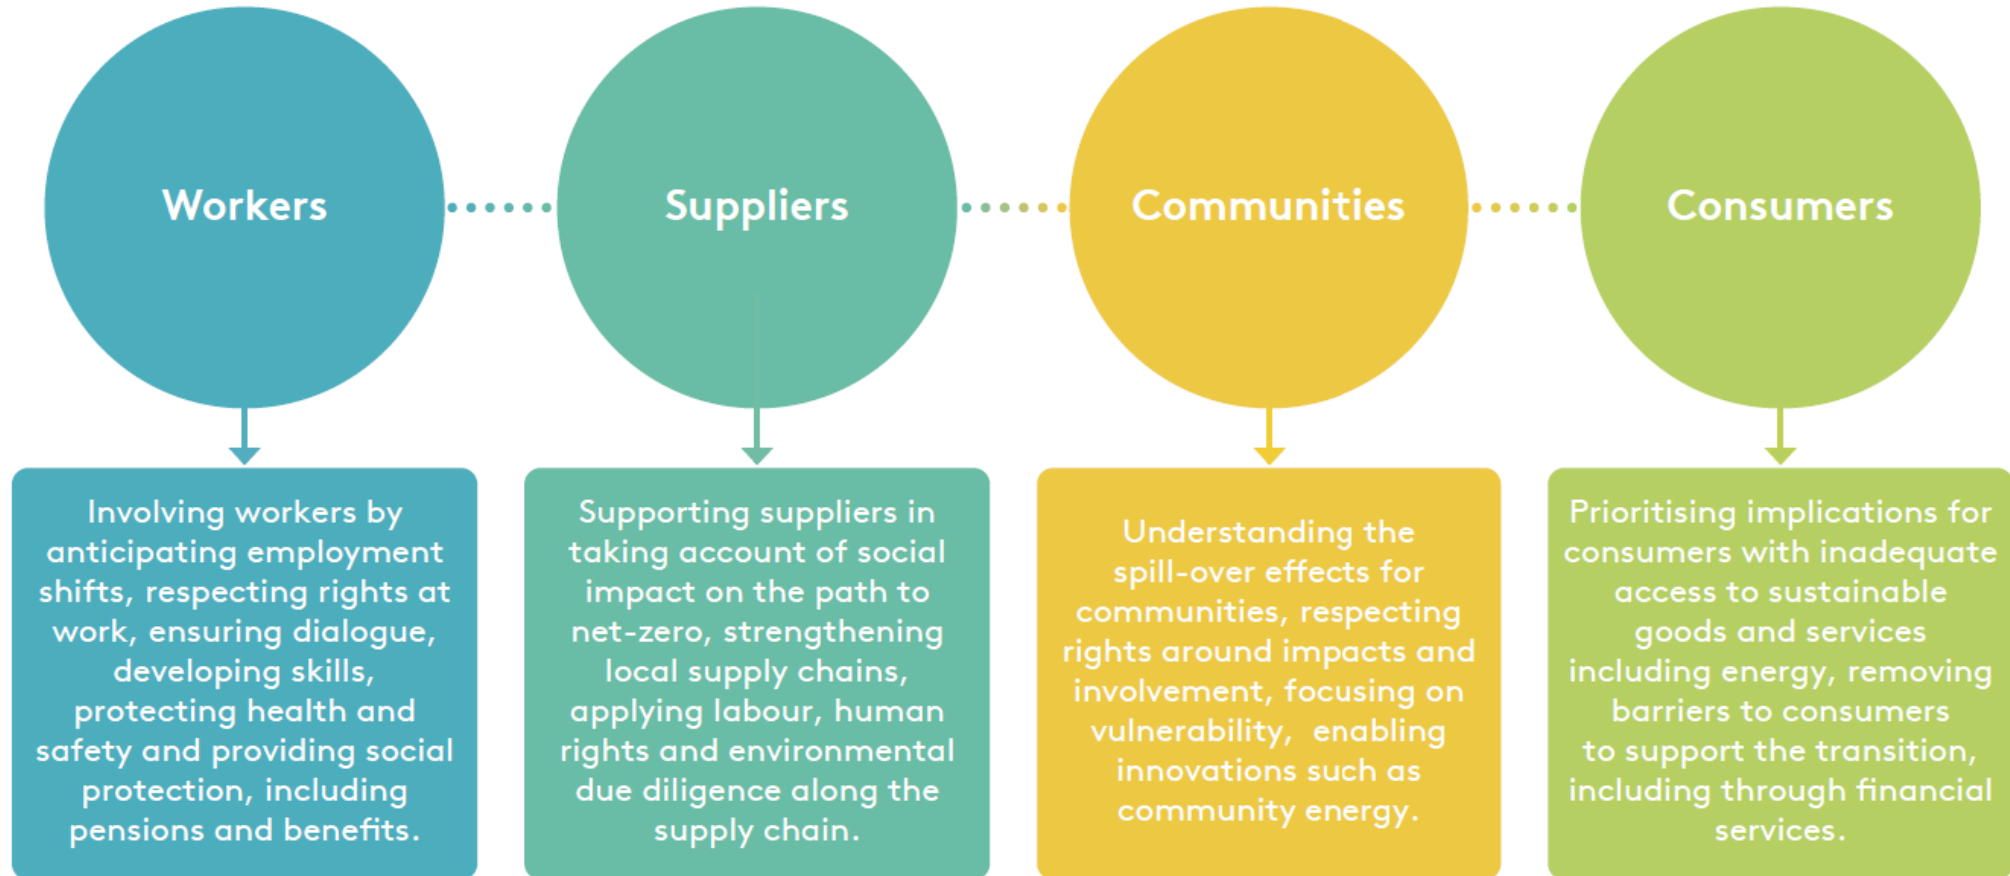 Workers
Suppliers
Communities
Consumers
Involving workers by
anticipating employment
shifts, respecting rights at
work, ensuring dialogue,
developing skills,
protecting health and
safety and providing social
protection, including
pensions and benefits.
Supporting suppliers in
taking account of social
impact on the path to
net-zero, strengthening
local supply chains,
applying labour, human
rights and environmental
due diligence along the
supply chain.
Understanding the
spill-over effects for
communities, respecting
rights around impacts and
involvement, focusing on
vulnerability,  enabling
innovations such as
community energy.
Prioritising implications for
consumers with inadequate
access to sustainable
goods and services
including energy, removing
barriers to consumers
to support the transition,
including through financial
services.